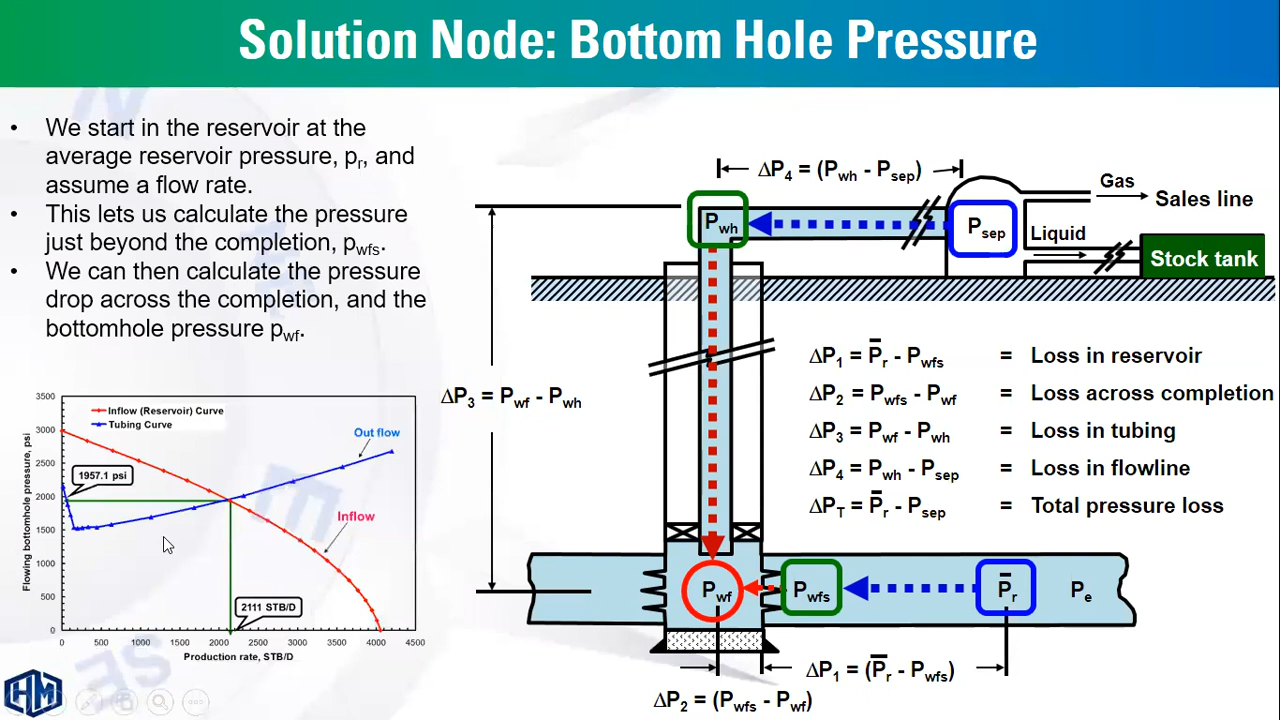 Solution Node: Bottom Hole Pressure
• We start in the reservoir at the
average reservoir pressure, pr, and
assume a flow rate.
• This lets us calculate the pressure
just beyond the completion, pwfs.
• We can then calculate the pressure
drop across the completion, and the
bottomhole pressure pwf.
3500
3000
2500
2000
1500
1000
500
0
Flowing bottomhole pressure, psi
Inflow (Reservoir) Curve
Tubing Curve
Out flow
1957.1 psi
Inflow
2111 STB/D
0 500 1000 1500 2000 2500 3000 3500 4000 4500
Production rate, STB/D
HM
ΔP4 = (Pwh - Psep)
Gas
Sales line
Pwh
Psep
Liquid
Stock tank
ΔP3 = Pwf - Pwh
ΔP1 = P̅r - Pwfs = Loss in reservoir
ΔP2 = Pwfs - Pwf = Loss across completion
ΔP3 = Pwf - Pwh = Loss in tubing
ΔP4 = Pwh - Psep = Loss in flowline
ΔPT = P̅r - Psep = Total pressure loss
Pwf
Pwfs
P̅r
Pe
ΔP1 = (P̅r - Pwfs)
ΔP2 = (Pwfs - Pwf)